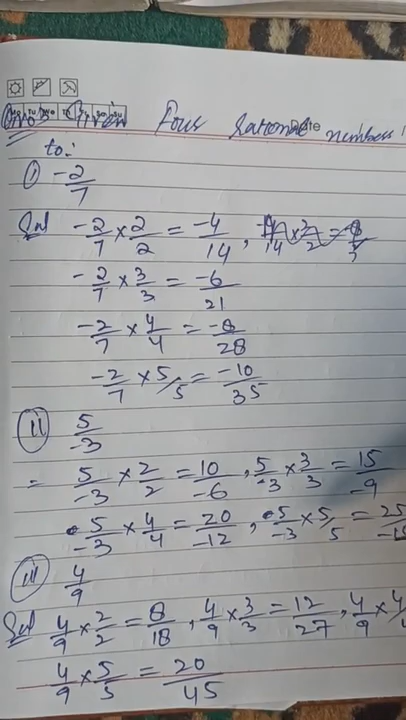 Four rational numbers
to:
① -2/7
Sol -2/7 × 2/2 = -4/14,
-2/7 × 3/3 = -6/21
-2/7 × 4/4 = -8/28
-2/7 × 5/5 = -10/35
ⓘⓘ 5/-3
= 5/-3 × 2/2 = 10/-6, 5/-3 × 3/3 = 15/-9
5/-3 × 4/4 = 20/-12, 5/-3 × 5/5 = 25/
ⓘⓘⓘ 4/9
Sol 4/9 × 2/2 = 8/18, 4/9 × 3/3 = 12/27, 4/9 × 4/
4/9 × 5/5 = 20/45